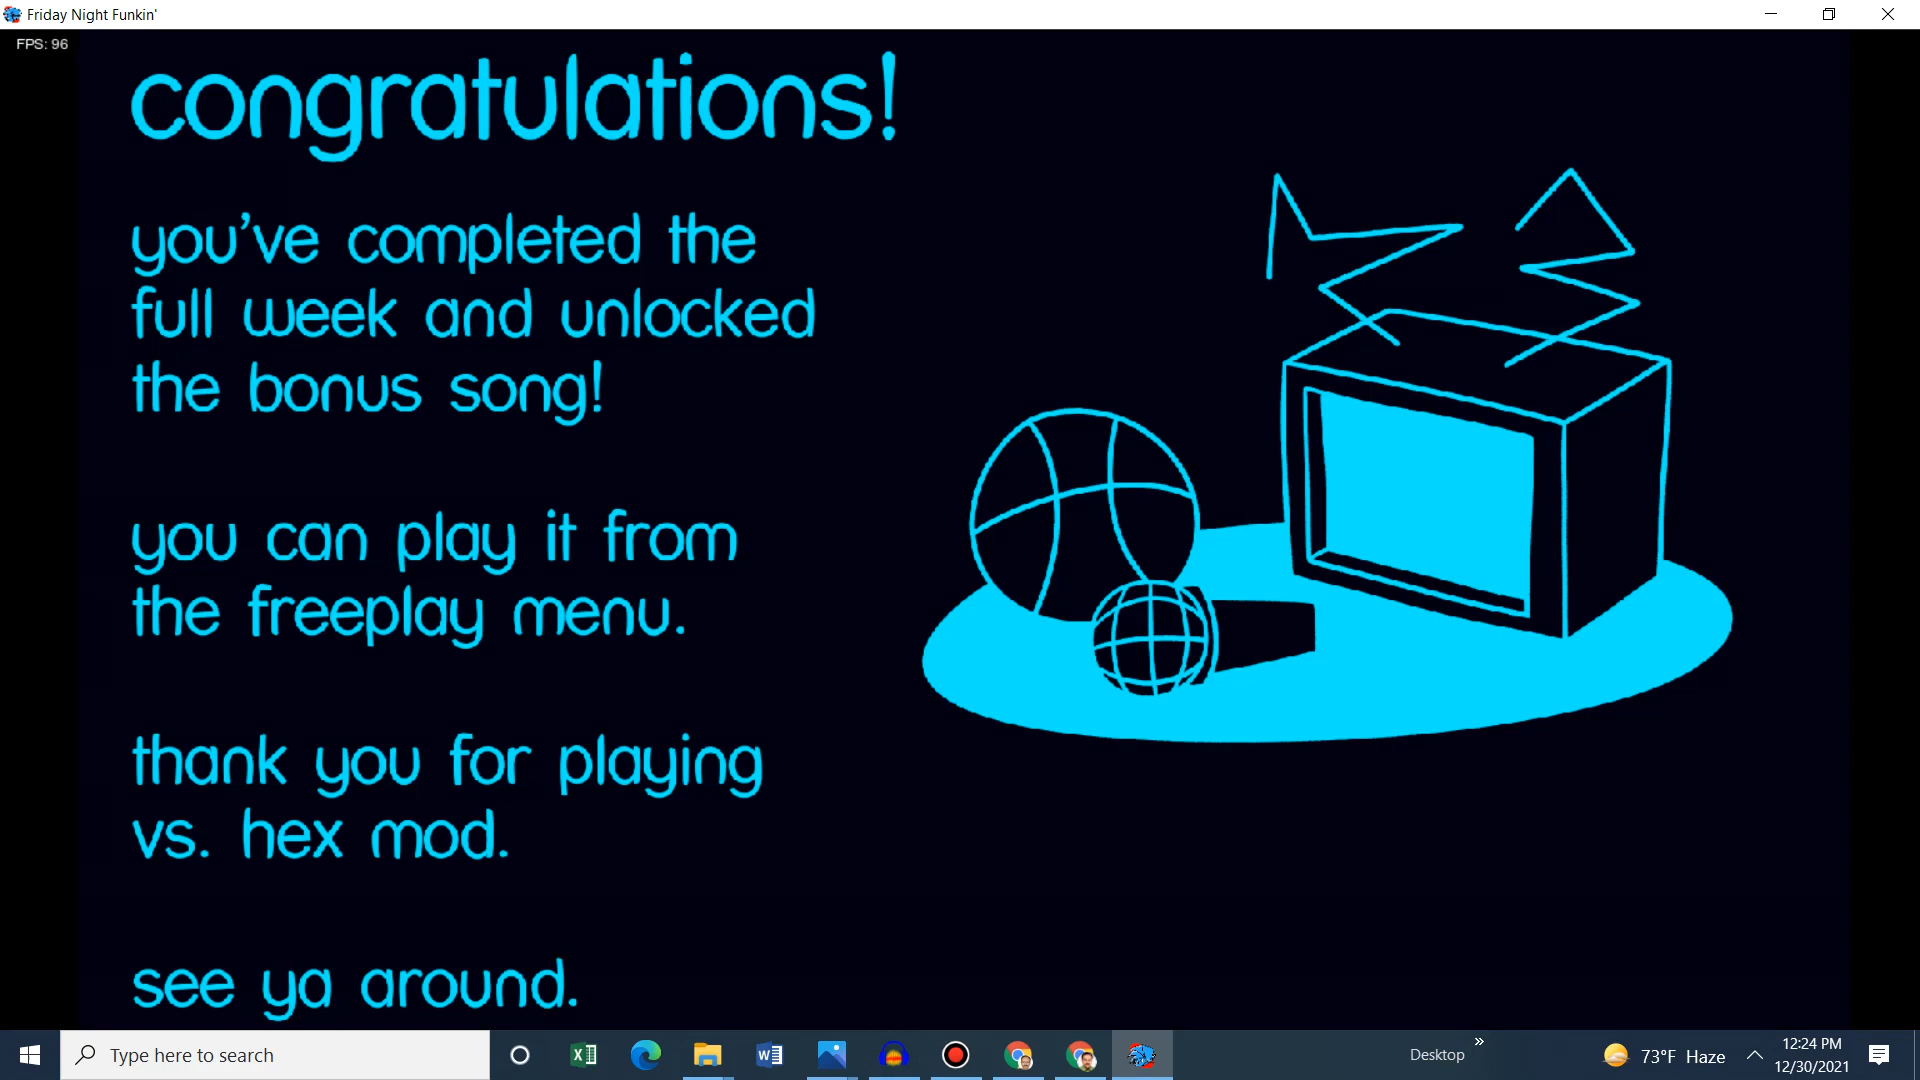 Friday Night Funkin'
FPS: 96
congratulations!
you've completed the
full week and unlocked
the bonus song!
you can play it from
the freeplay menu.
thank you for playing
vs. hex mod.
see ya around.
Type here to search
Desktop
73°F Haze
12:24 PM
12/30/2021